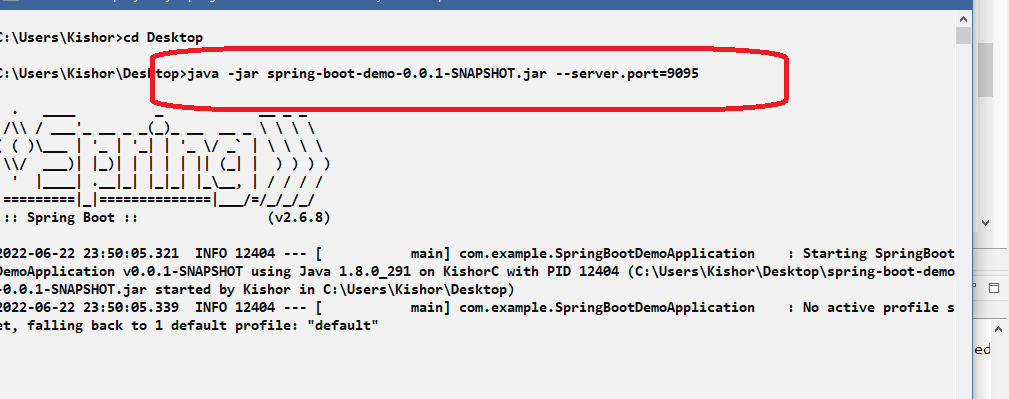 C:\Users\Kishor>cd Desktop
C:\Users\Kishor\Desktop>java -jar spring-boot-demo-0.0.1-SNAPSHOT.jar --server.port=9095
Spring
:: Spring Boot :: (v2.6.8)
2022-06-22 23:50:05.321 INFO 12404 --- [ main] com.example.SpringBootDemoApplication : Starting SpringBoot
DemoApplication v0.0.1-SNAPSHOT using Java 1.8.0_291 on KishorC with PID 12404 (C:\Users\Kishor\Desktop\spring-boot-demo
-0.0.1-SNAPSHOT.jar started by Kishor in C:\Users\Kishor\Desktop)
2022-06-22 23:50:05.339 INFO 12404 --- [ main] com.example.SpringBootDemoApplication : No active profile s
et, falling back to 1 default profile: "default"
ed